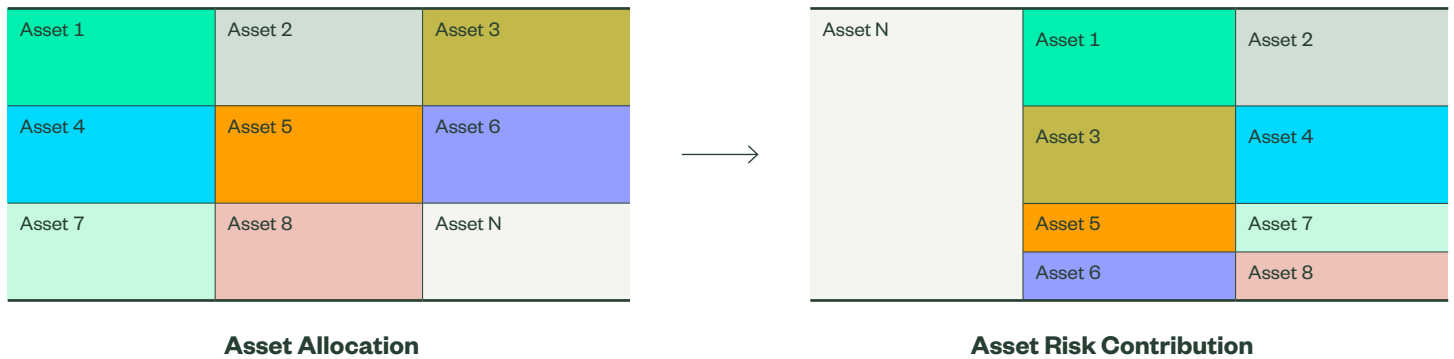 Asset 1
Asset 2
Asset 3
Asset 4
Asset 5
Asset 6
Asset 7
Asset 8
Asset N
Asset Allocation
Asset N
Asset 1
Asset 2
Asset 3
Asset 4
Asset 5
Asset 7
Asset 6
Asset 8
Asset Risk Contribution